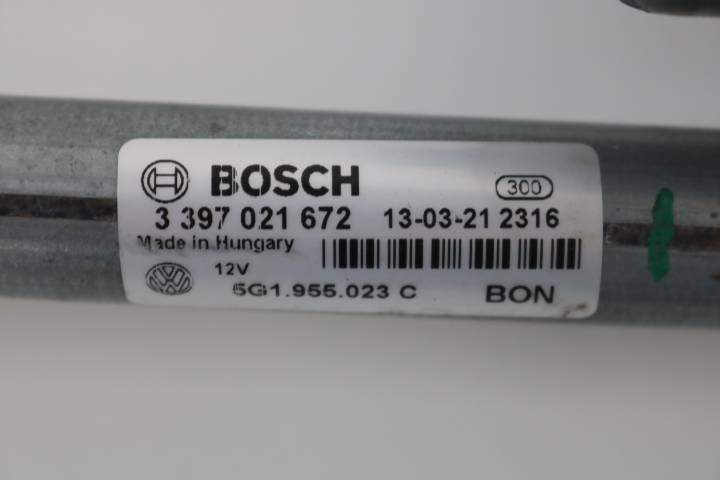 BOSCH 300
3 397 021 672 13-03-21 2316
Made in Hungary
12V
5G1.955.023 C BON